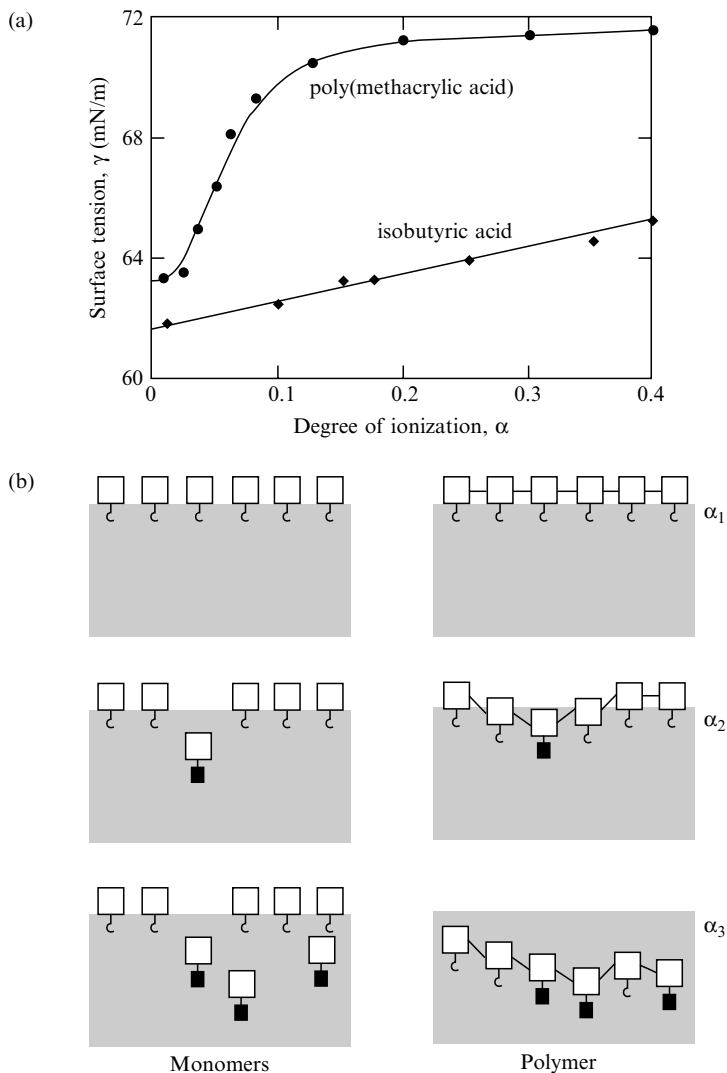 (a)
72
68
64
60
Surface tension, γ (mN/m)
poly(methacrylic acid)
isobutyric acid
0
0.1
0.2
0.3
0.4
Degree of ionization, α
(b)
α1
α2
α3
Monomers
Polymer